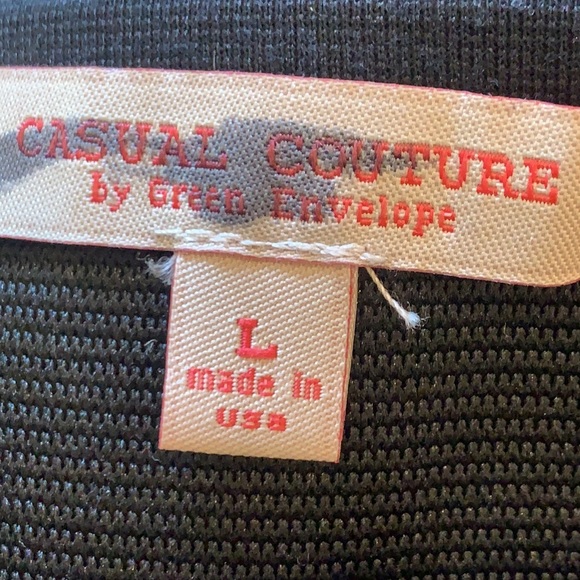 CASUAL COUTURE
by Green Envelope
L
made in
usa